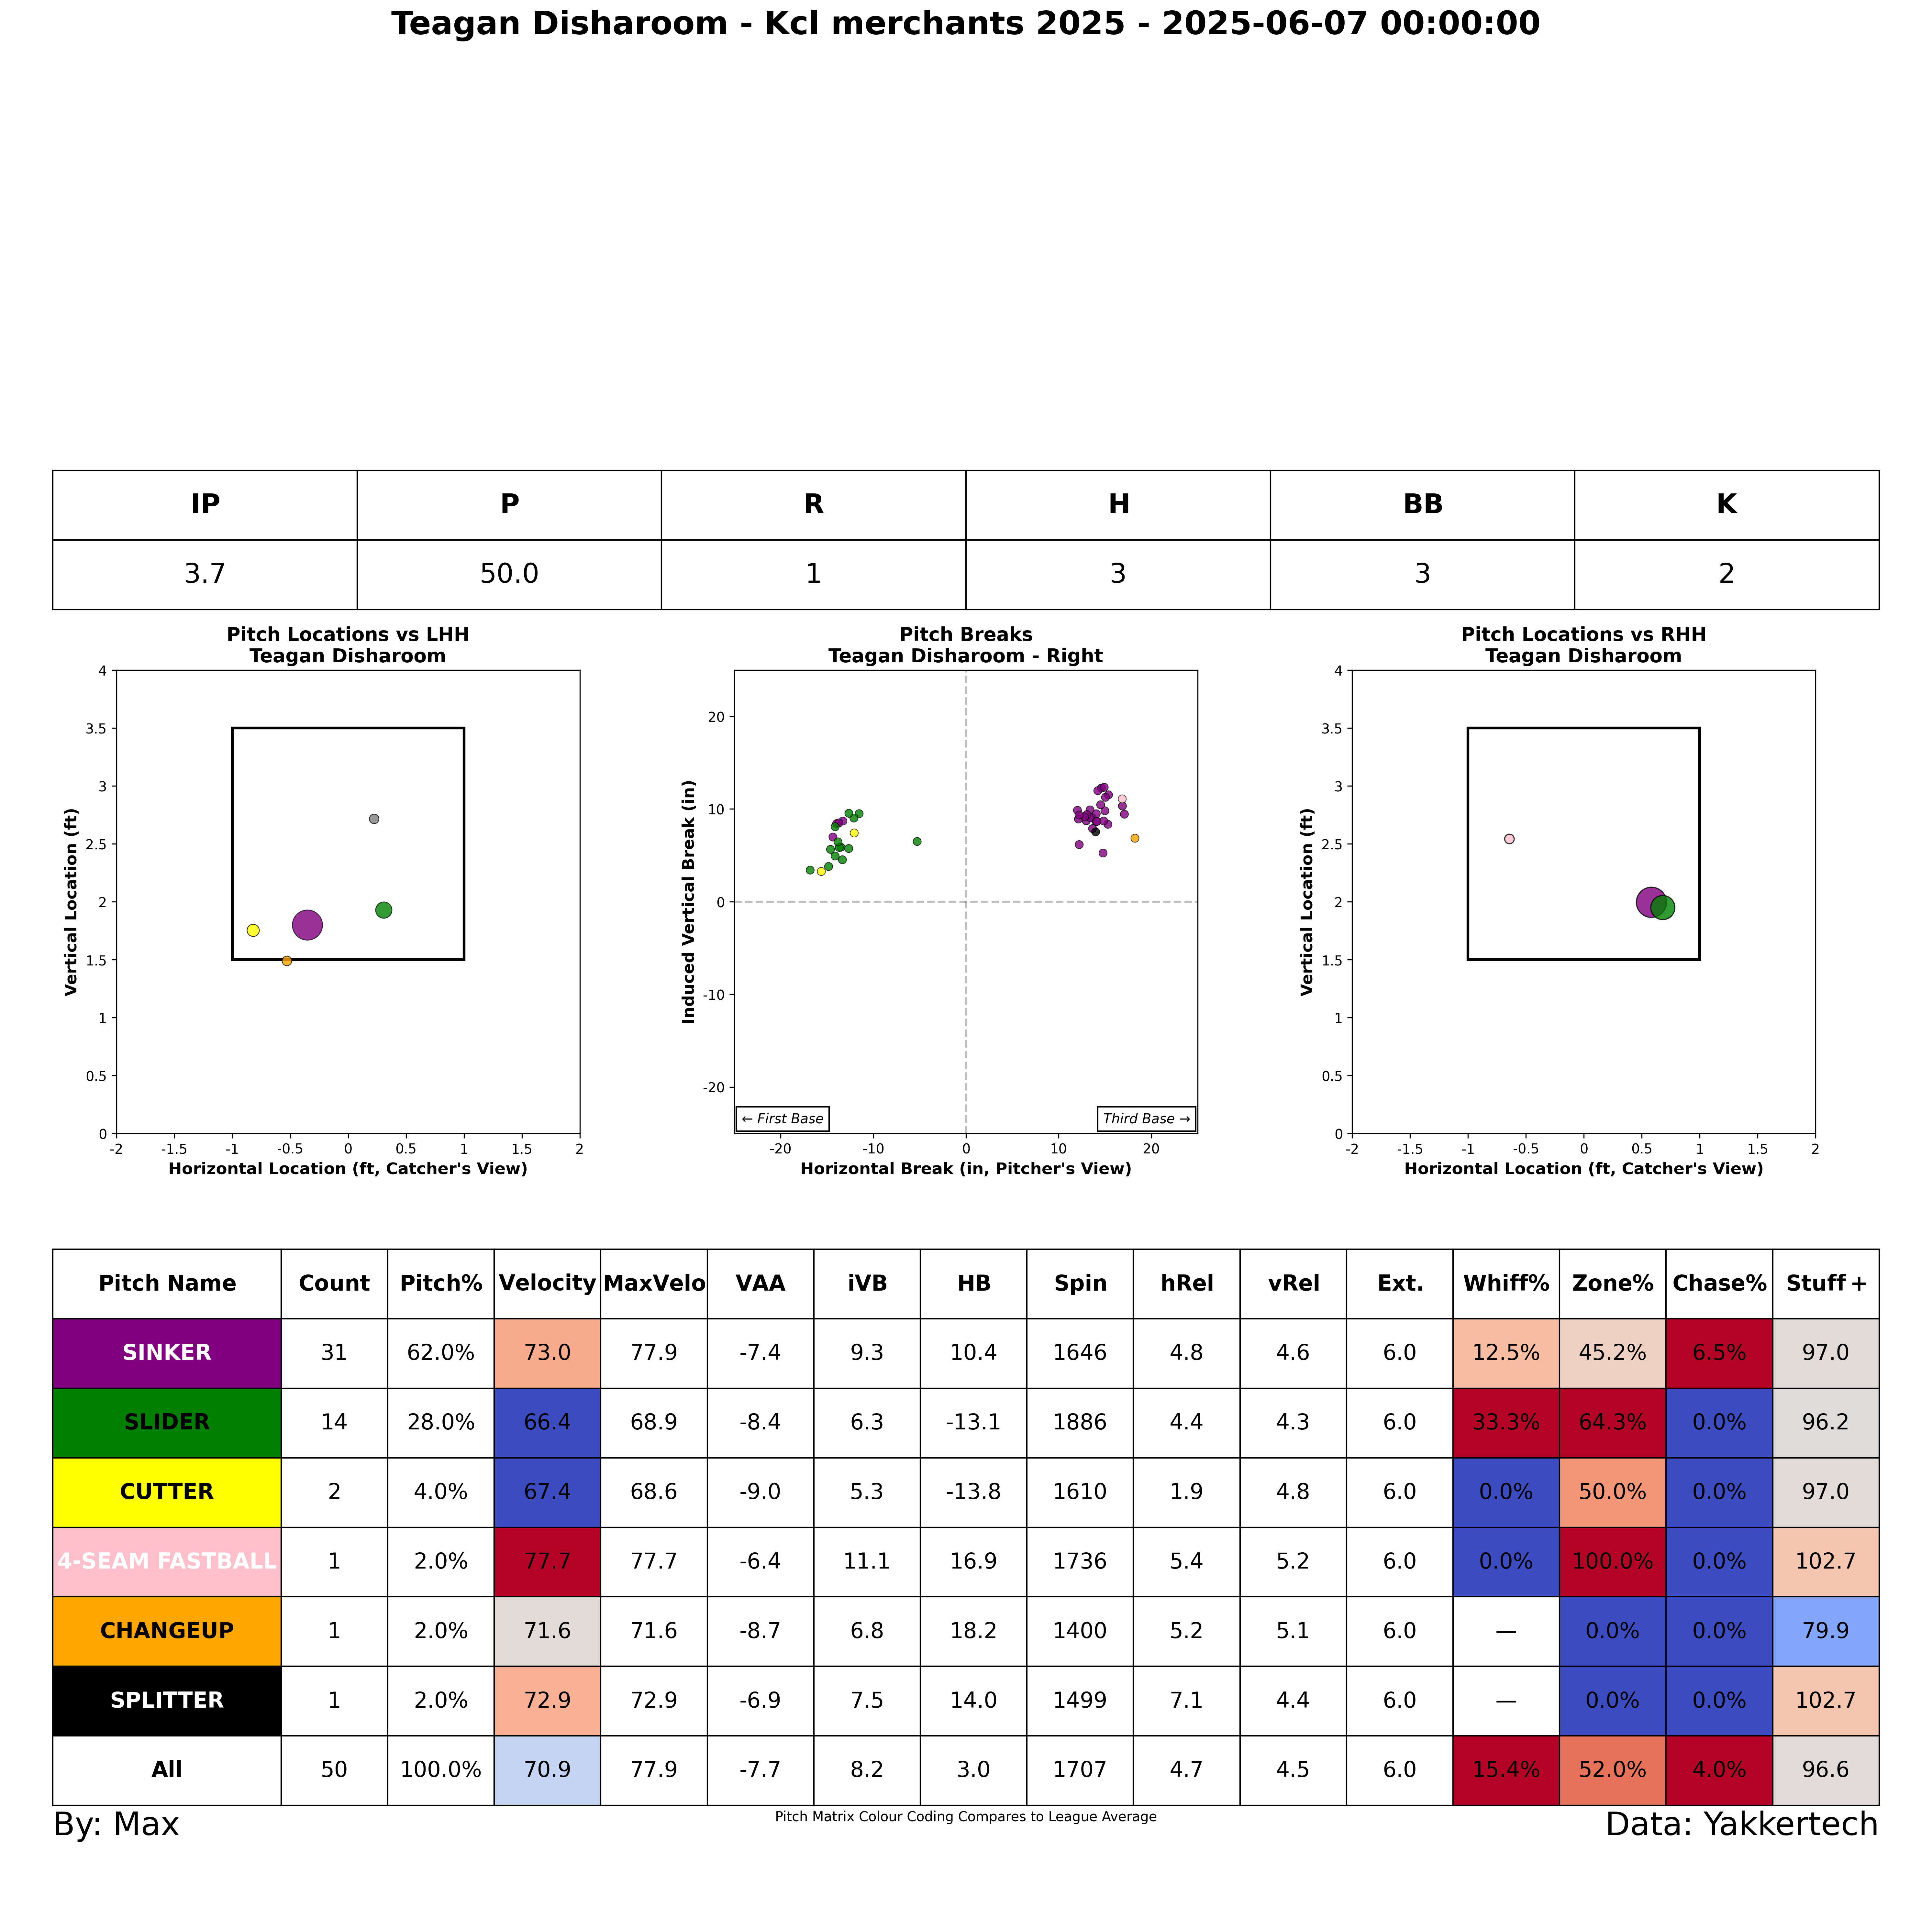 Teagan Disharoom - Kcl merchants 2025 - 2025-06-07 00:00:00
IP P R H BB K
3.7 50.0 1 3 3 2
Pitch Locations vs LHH
Teagan Disharoom
4
3.5
3
2.5
2
1.5
1
0.5
0
Vertical Location (ft)
-2 -1.5 -1 -0.5 0 0.5 1 1.5 2
Horizontal Location (ft, Catcher's View)
Pitch Breaks
Teagan Disharoom - Right
20
10
0
-10
-20
Induced Vertical Break (in)
← First Base
Third Base →
-20 -10 0 10 20
Horizontal Break (in, Pitcher's View)
Pitch Locations vs RHH
Teagan Disharoom
4
3.5
3
2.5
2
1.5
1
0.5
0
Vertical Location (ft)
-2 -1.5 -1 -0.5 0 0.5 1 1.5 2
Horizontal Location (ft, Catcher's View)
Pitch Name Count Pitch% Velocity MaxVelo VAA iVB HB Spin hRel vRel Ext. Whiff% Zone% Chase% Stuff+
SINKER 31 62.0% 73.0 77.9 -7.4 9.3 10.4 1646 4.8 4.6 6.0 12.5% 45.2% 6.5% 97.0
SLIDER 14 28.0% 66.4 68.9 -8.4 6.3 -13.1 1886 4.4 4.3 6.0 33.3% 64.3% 0.0% 96.2
CUTTER 2 4.0% 67.4 68.6 -9.0 5.3 -13.8 1610 1.9 4.8 6.0 0.0% 50.0% 0.0% 97.0
4-SEAM FASTBALL 1 2.0% 77.7 77.7 -6.4 11.1 16.9 1736 5.4 5.2 6.0 0.0% 100.0% 0.0% 102.7
CHANGEUP 1 2.0% 71.6 71.6 -8.7 6.8 18.2 1400 5.2 5.1 6.0 — 0.0% 0.0% 79.9
SPLITTER 1 2.0% 72.9 72.9 -6.9 7.5 14.0 1499 7.1 4.4 6.0 — 0.0% 0.0% 102.7
All 50 100.0% 70.9 77.9 -7.7 8.2 3.0 1707 4.7 4.5 6.0 15.4% 52.0% 4.0% 96.6
By: Max
Pitch Matrix Colour Coding Compares to League Average
Data: Yakkertech